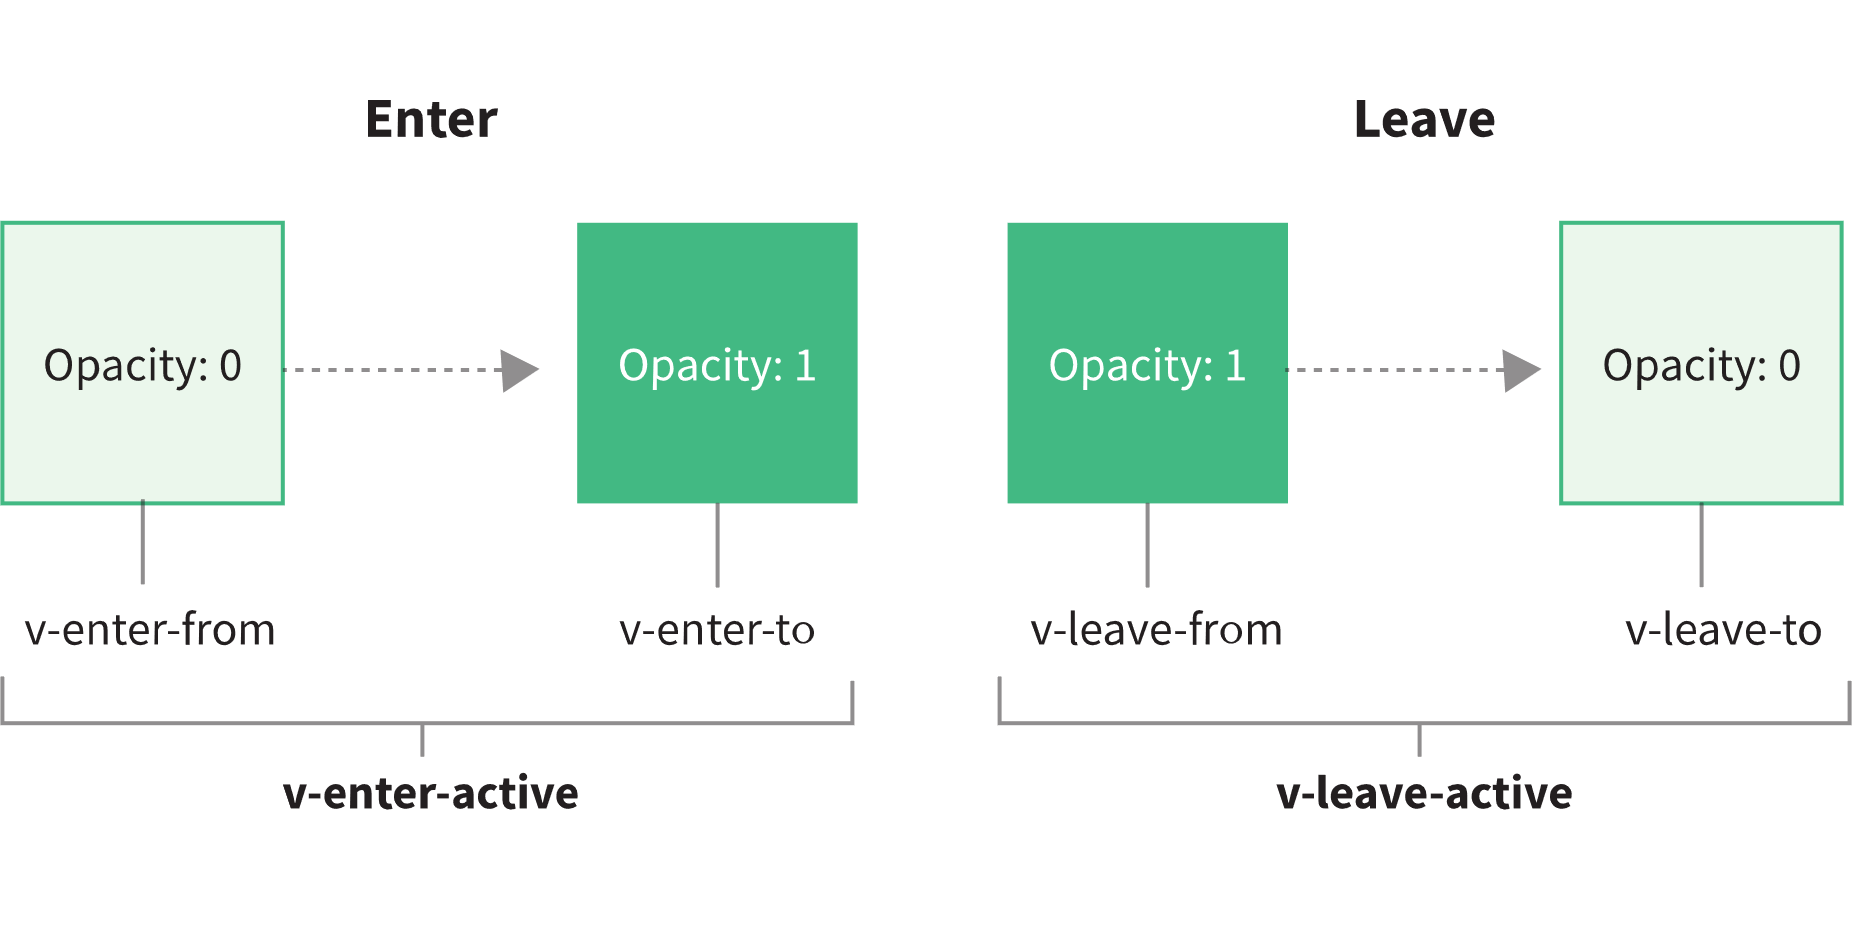 Enter
Leave
Opacity: 0
Opacity: 1
Opacity: 1
Opacity: 0
v-enter-from
v-enter-to
v-leave-from
v-leave-to
v-enter-active
v-leave-active